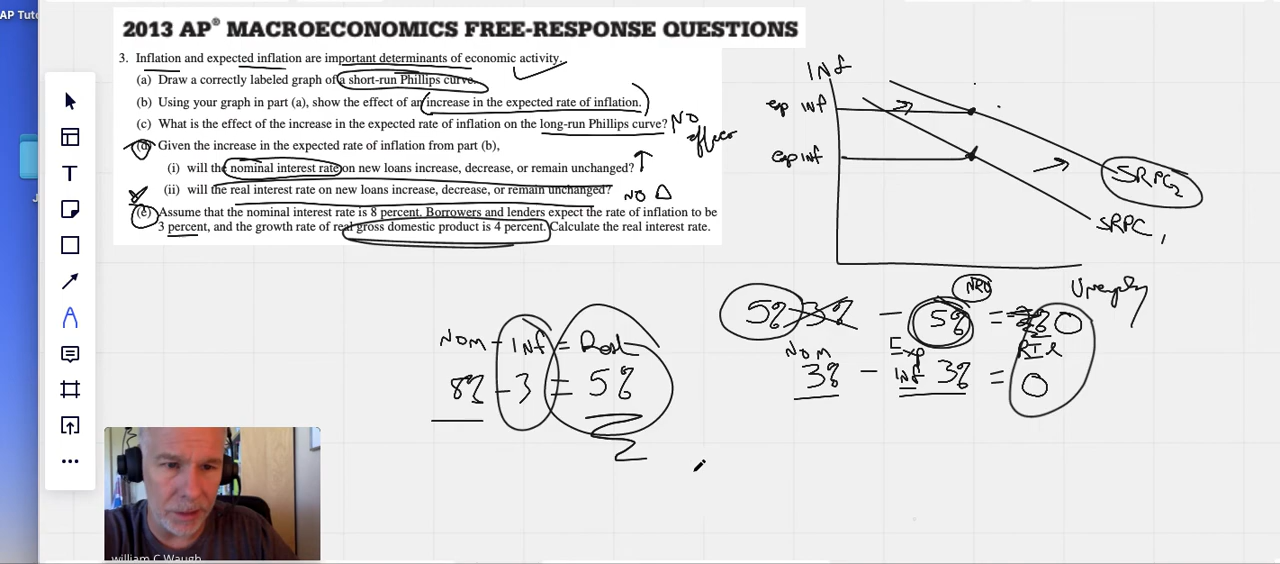 AP Tuto
2013 AP® MACROECONOMICS FREE-RESPONSE QUESTIONS
3. Inflation and expected inflation are important determinants of economic activity.
(a) Draw a correctly labeled graph of a short-run Phillips curve.
(b) Using your graph in part (a), show the effect of an increase in the expected rate of inflation.
(c) What is the effect of the increase in the expected rate of inflation on the long-run Phillips curve? NO
effect
(d) Given the increase in the expected rate of inflation from part (b),
(i) will the nominal interest rate on new loans increase, decrease, or remain unchanged? ↑
(ii) will the real interest rate on new loans increase, decrease, or remain unchanged? NO Δ
(e) Assume that the nominal interest rate is 8 percent. Borrowers and lenders expect the rate of inflation to be
3 percent, and the growth rate of real gross domestic product is 4 percent. Calculate the real interest rate.
INf
exp INf
exp INf
SRPC2
SRPC1
Unemploy
NRU
5% 3% - 5% = 0
Nom Exp RIR
3% - INf 3% = 0
NOM - INf = Real
8% - 3 = 5%
T
A
J
William C Waugh